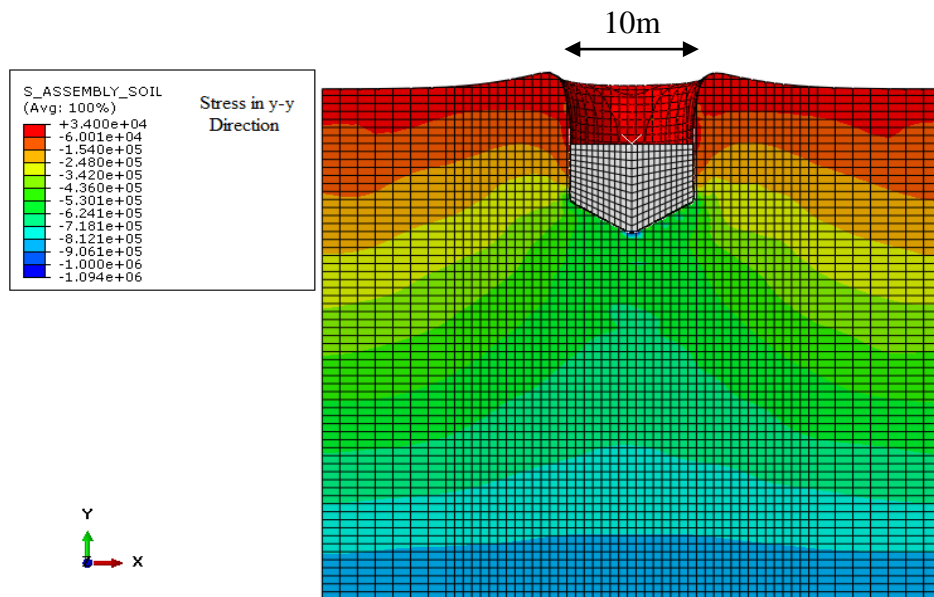 10m
S_ASSEMBLY_SOIL
(Avg: 100%)
Stress in y-y
Direction
+3.400e+04
-6.001e+04
-1.540e+05
-2.480e+05
-3.420e+05
-4.360e+05
-5.301e+05
-6.241e+05
-7.181e+05
-8.121e+05
-9.061e+05
-1.000e+06
-1.094e+06
Y
Z
X